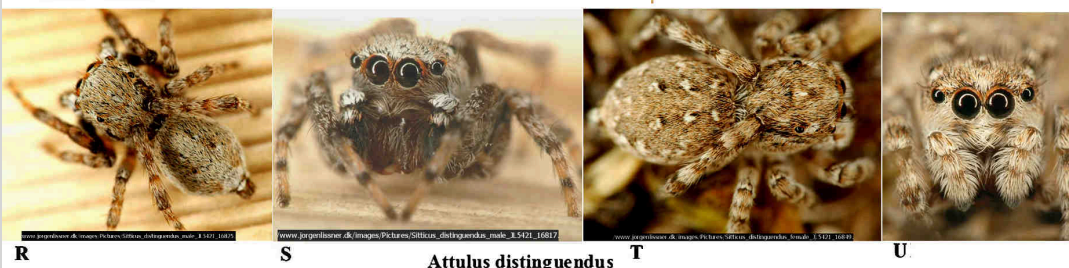 www.jorgenlissner.dk/images/Pictures/Sitticus_distinguendus_male_JL5421_16825
www.jorgenlissner.dk/images/Pictures/Sitticus_distinguendus_male_JL5421_16817
www.jorgenlissner.dk/images/Pictures/Sitticus_distinguendus_female_JL5421_16849
R
S
T
U
Attulus distinguendus